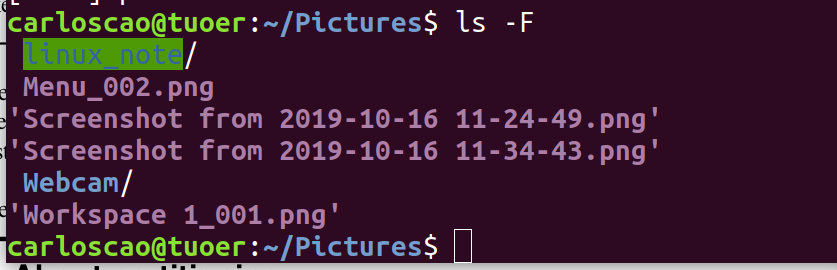 carloscao@tuoer:~/Pictures$ ls -F
linux_note/
Menu_002.png
'Screenshot from 2019-10-16 11-24-49.png'
'Screenshot from 2019-10-16 11-34-43.png'
Webcam/
'Workspace 1_001.png'
carloscao@tuoer:~/Pictures$